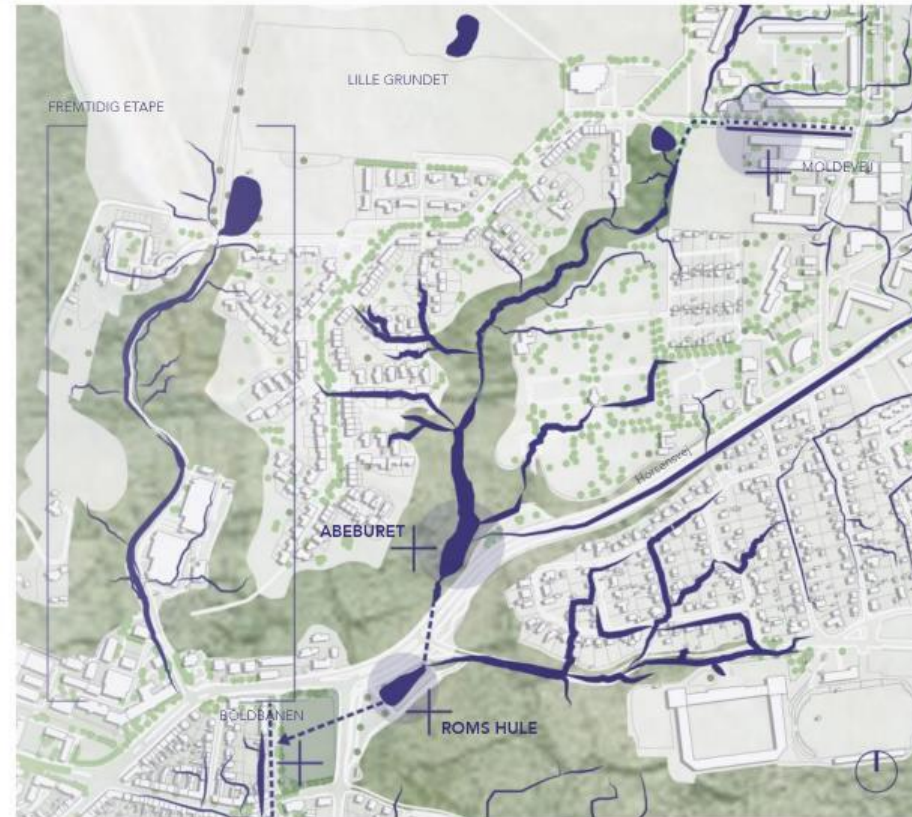 LILLE GRUNDET
FREMTIDIG ETAPE
MOLDEVEJ
Horsensvej
ABEBURET
BOLDBANEN
ROMS HULE